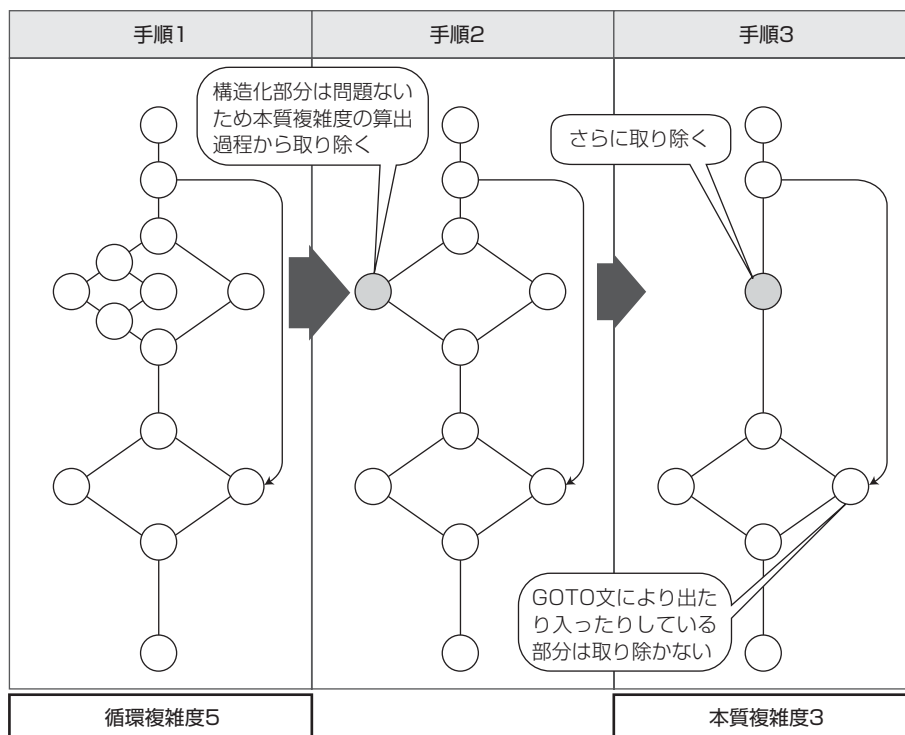 手順1
手順2
手順3
構造化部分は問題ない
ため本質複雑度の算出
過程から取り除く
さらに取り除く
GOTO文により出た
り入ったりしている
部分は取り除かない
循環複雑度5
本質複雑度3